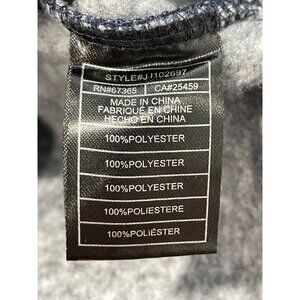 STYLE#JJ102697
RN#67365 CA#25459
MADE IN CHINA
FABRIQUÉ EN CHINE
HECHO EN CHINA
100%POLYESTER
100%POLYESTER
100%POLYESTER
100%POLIESTERE
100%POLIÉSTER